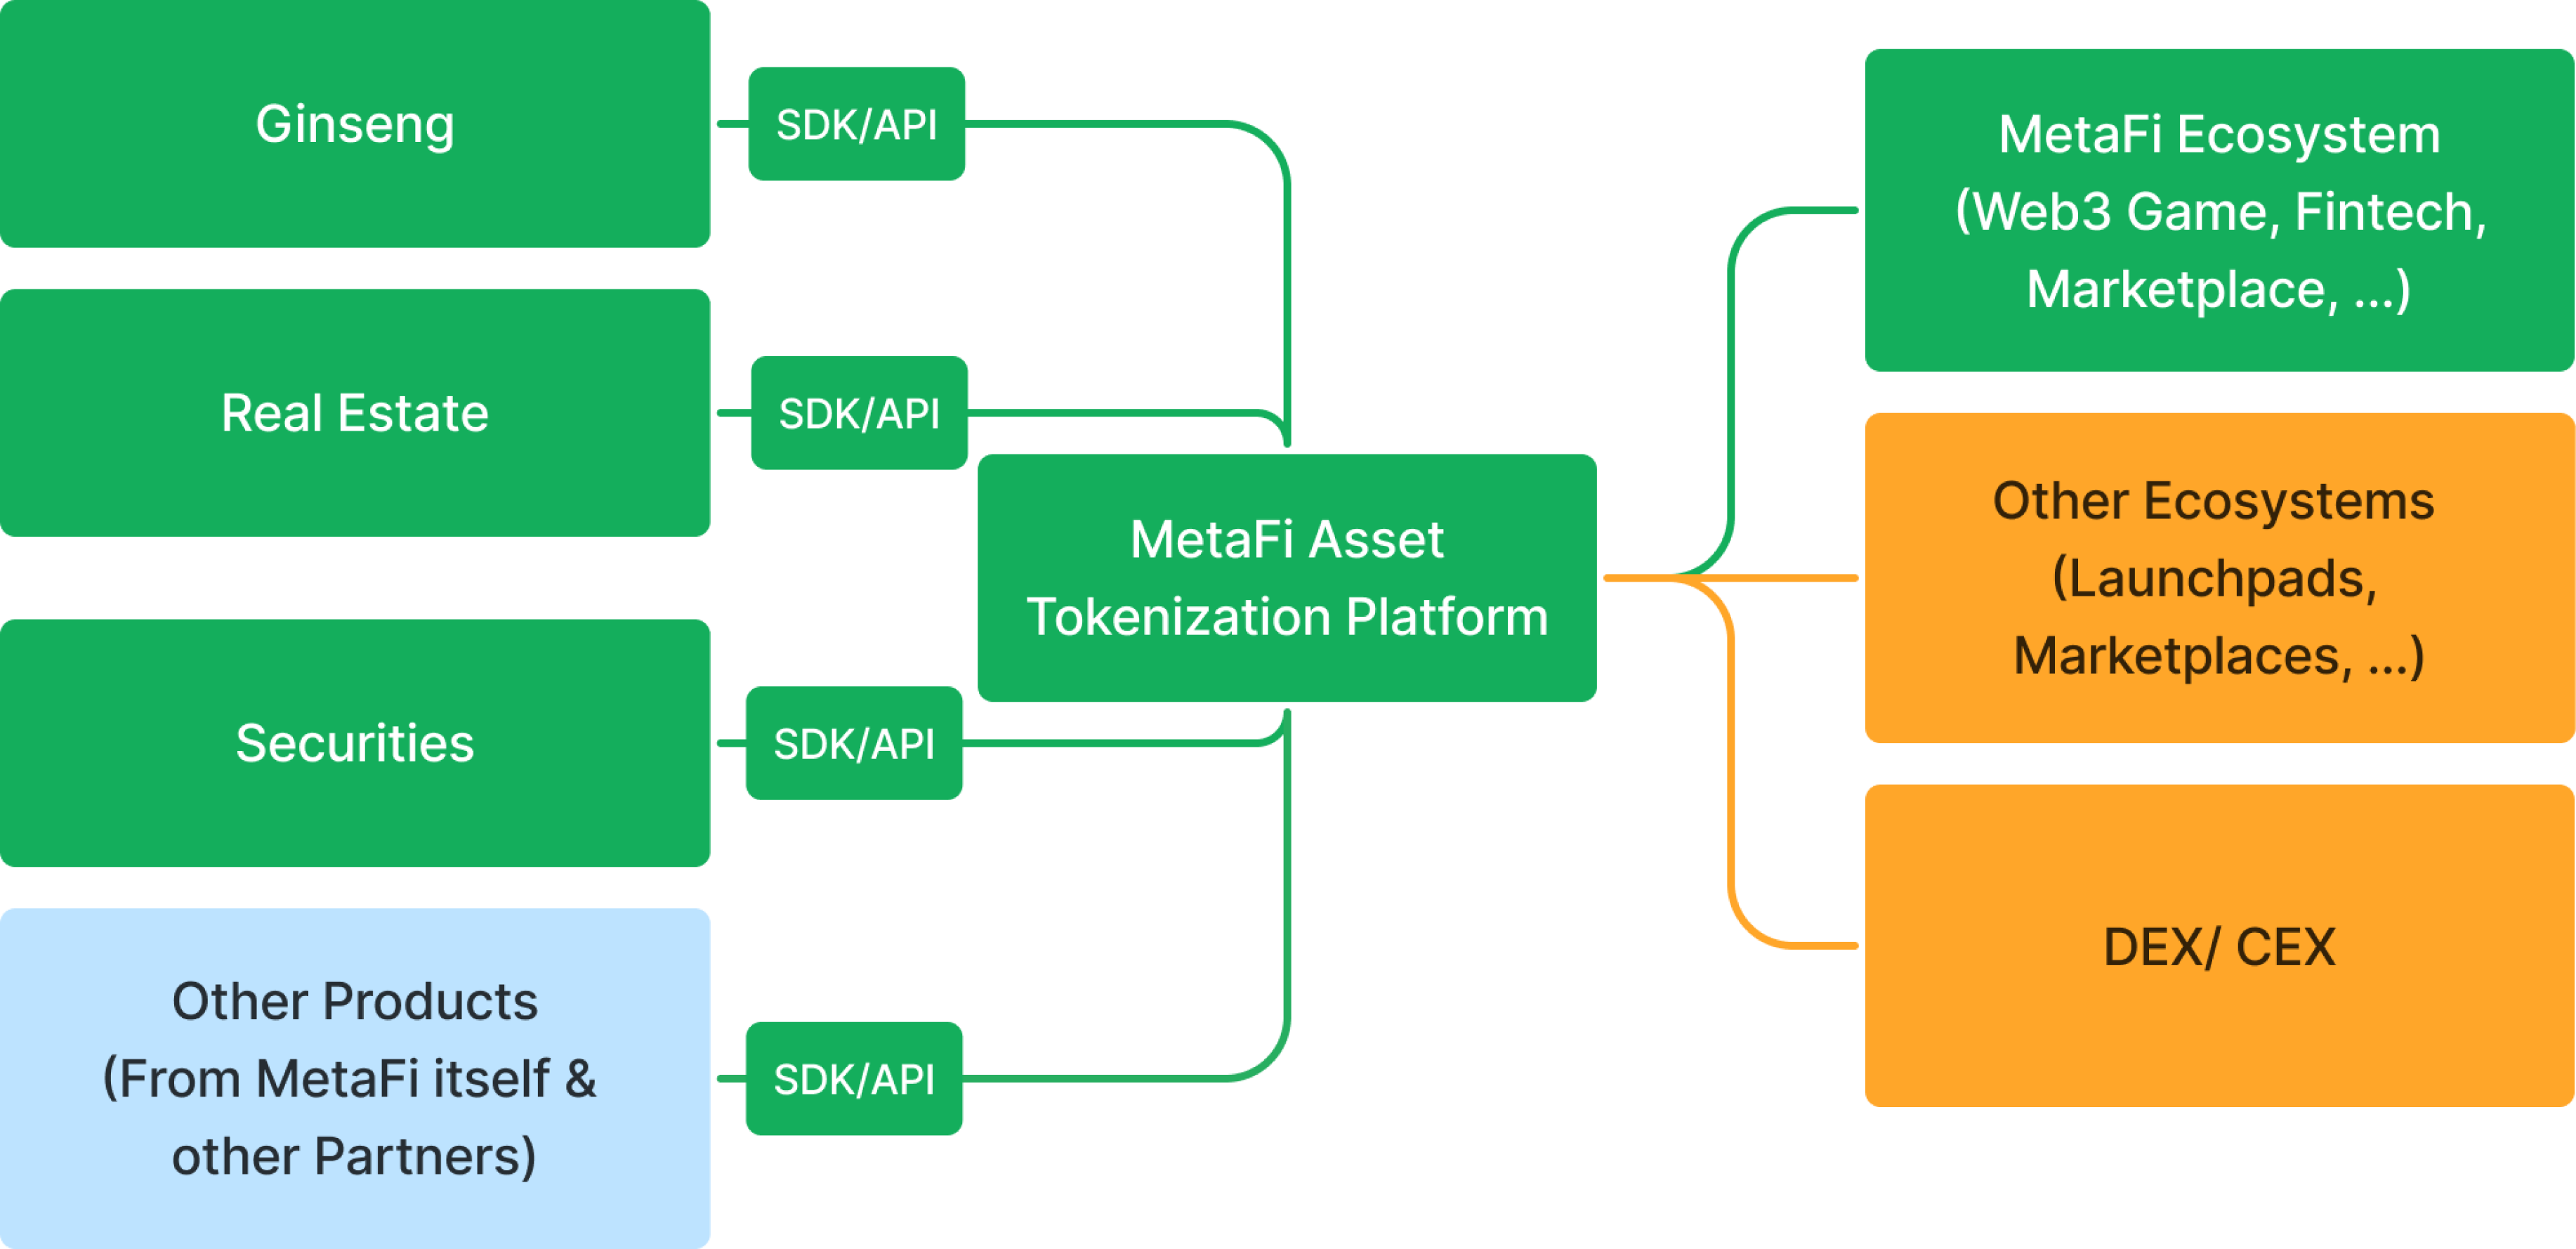 Ginseng
SDK/API
Real Estate
SDK/API
Securities
SDK/API
Other Products
(From MetaFi itself &
other Partners)
SDK/API
MetaFi Asset
Tokenization Platform
MetaFi Ecosystem
(Web3 Game, Fintech,
Marketplace, ...)
Other Ecosystems
(Launchpads,
Marketplaces, ...)
DEX/ CEX